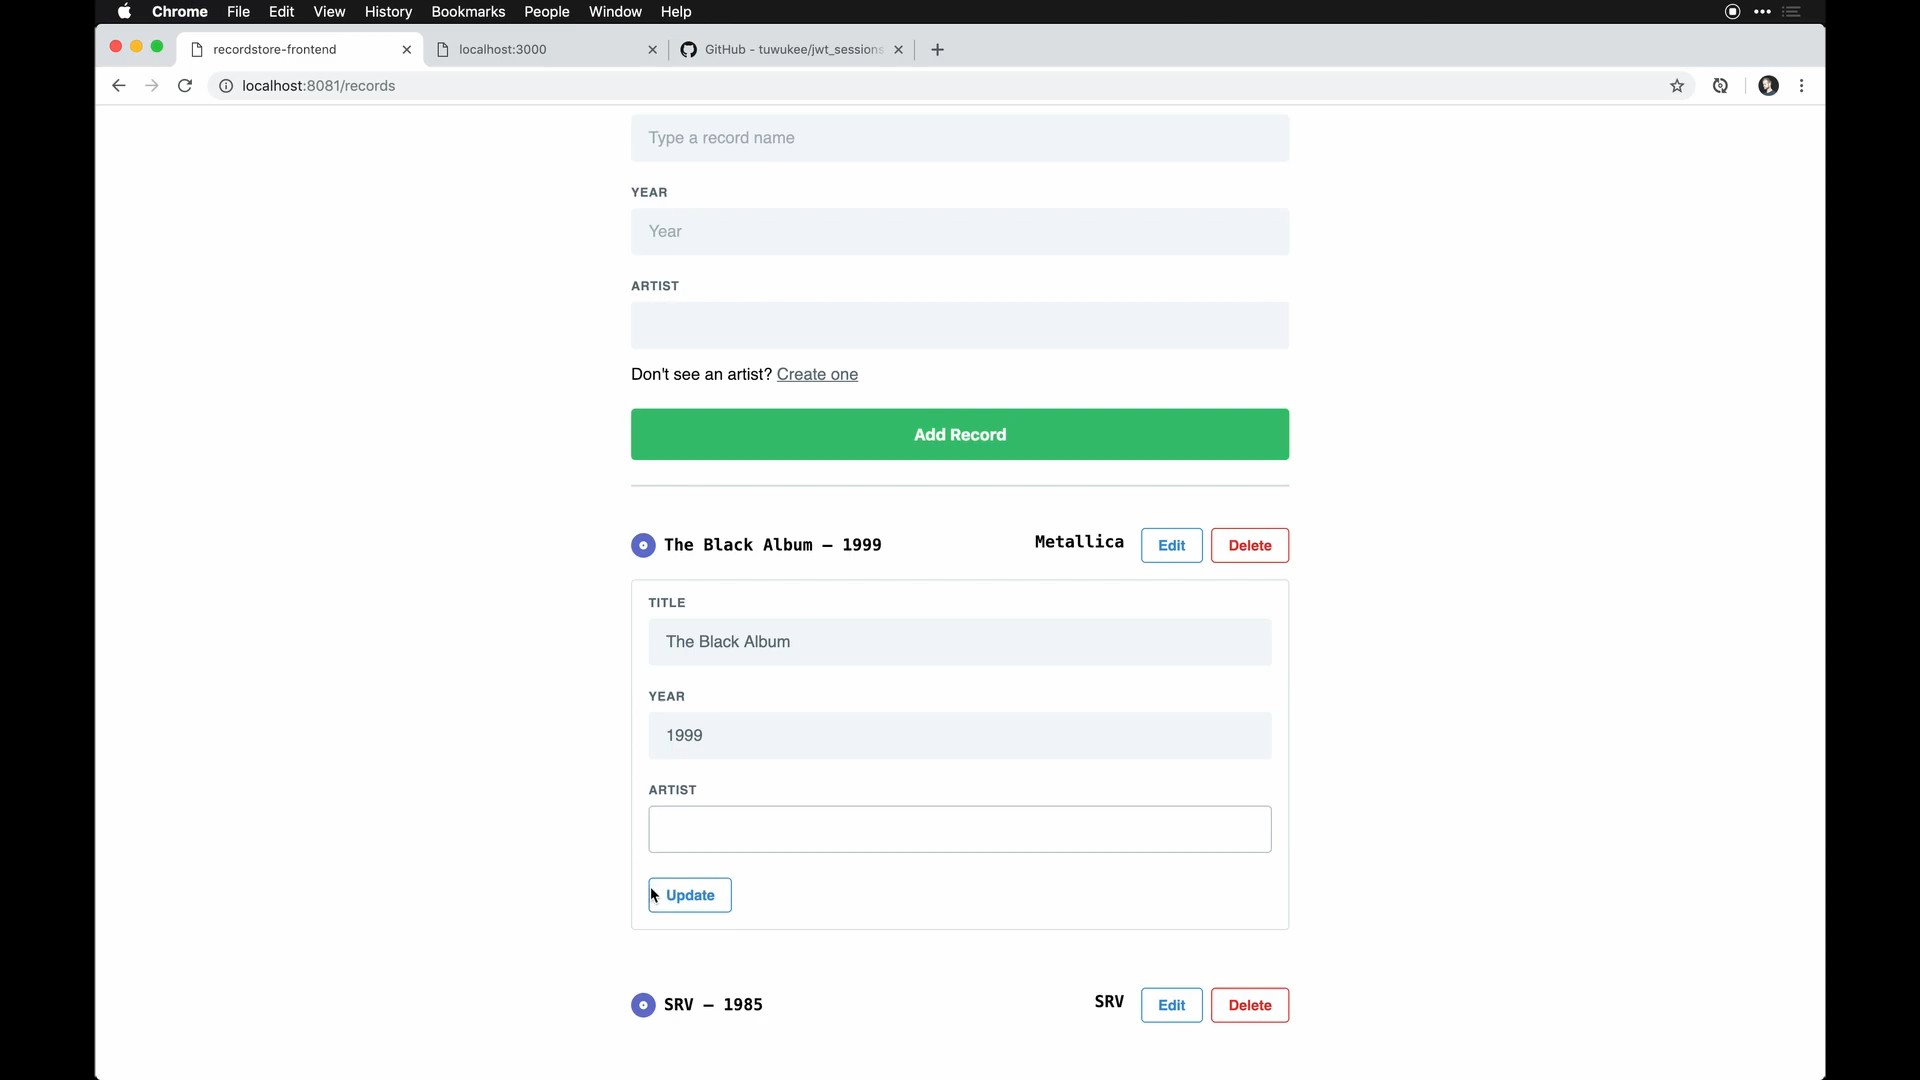 Chrome File Edit View History Bookmarks People Window Help
recordstore-frontend
localhost:3000
GitHub - tuwukee/jwt_sessions
localhost:8081/records
Type a record name
YEAR
Year
ARTIST
Don't see an artist? Create one
Add Record
The Black Album — 1999 Metallica Edit Delete
TITLE
The Black Album
YEAR
1999
ARTIST
Update
SRV — 1985 SRV Edit Delete